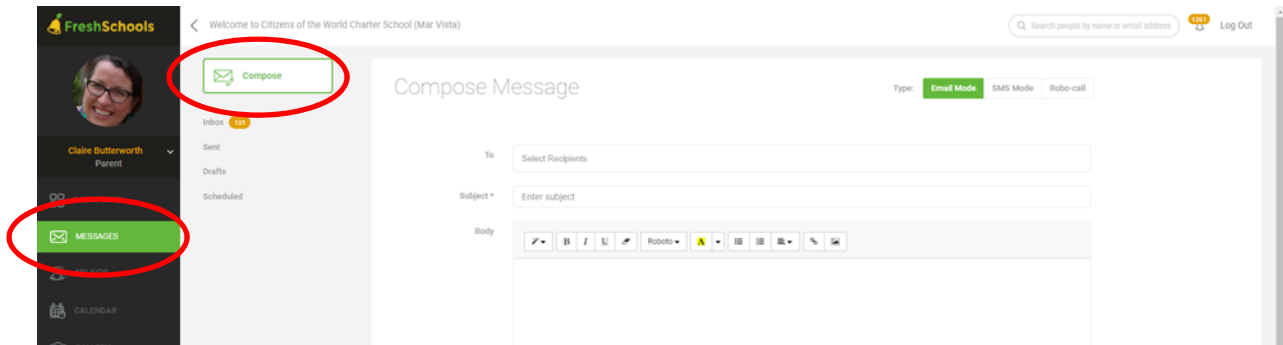 FreshSchools
Welcome to Citizens of the World Charter School (Mar Vista)
Search people by name or email address
1261
Log Out
Claire Butterworth
Parent
MESSAGES
CALENDAR
Compose
Inbox 131
Sent
Drafts
Scheduled
Compose Message
Type: Email Mode SMS Mode Robo-call
To Select Recipients
Subject * Enter subject
Body
B I U Roboto A